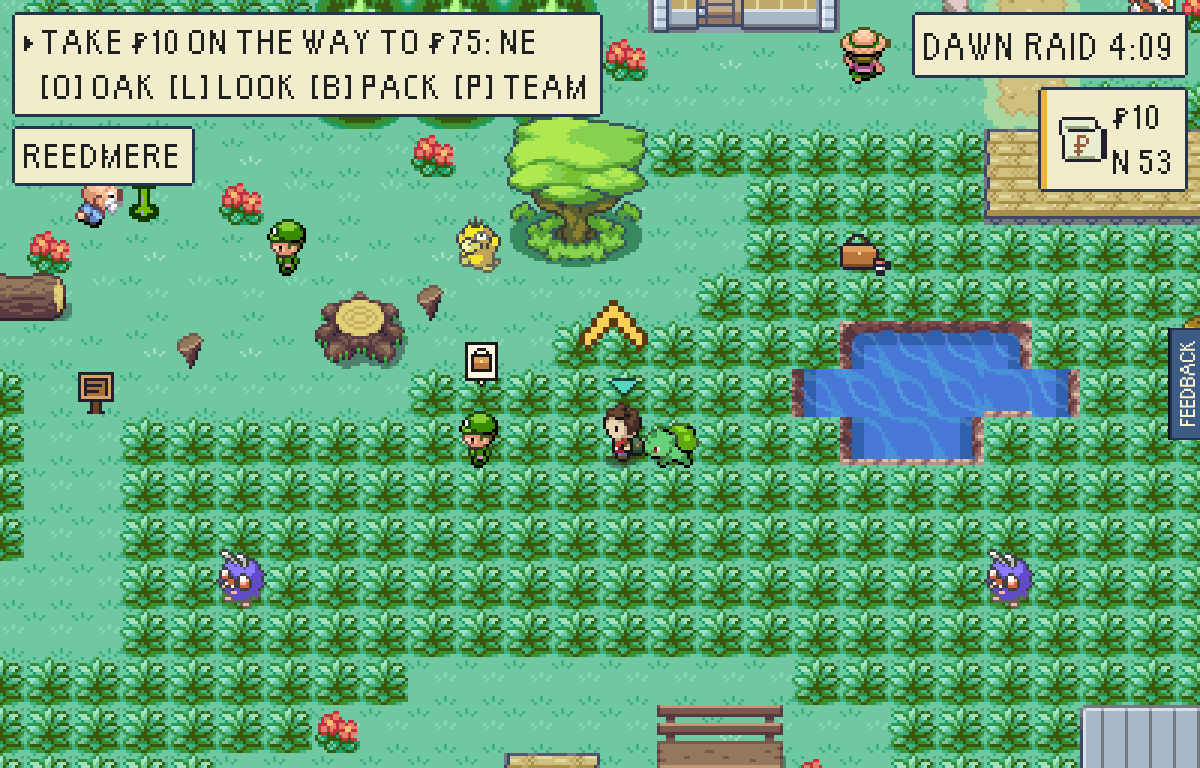 ▸TAKE ₽10 ON THE WAY TO ₽75: NE
[O] OAK [L] LOOK [B] PACK [P] TEAM
DAWN RAID 4:09
₽10
N 53
REEDMERE
₽
FEEDBACK